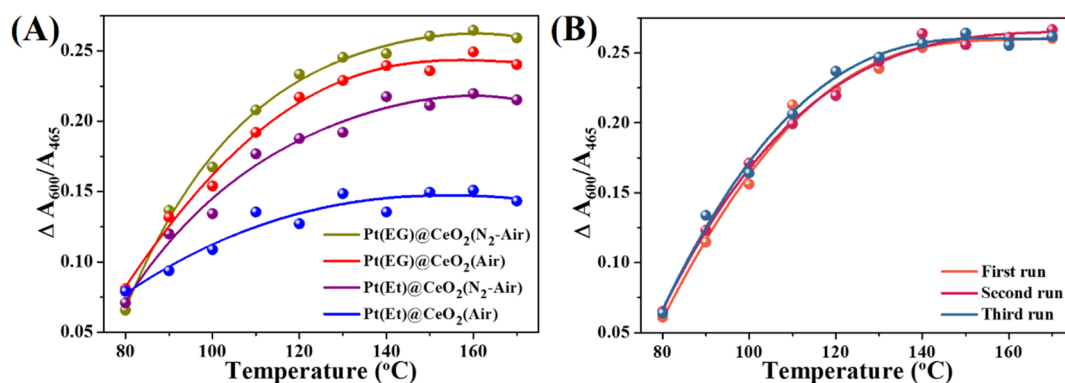 (A)
Δ A₆₀₀/A₄₆₅
0.25
0.20
0.15
0.10
0.05
80 100 120 140 160
Temperature (°C)
Pt(EG)@CeO₂(N₂-Air)
Pt(EG)@CeO₂(Air)
Pt(Et)@CeO₂(N₂-Air)
Pt(Et)@CeO₂(Air)
(B)
Δ A₆₀₀/A₄₆₅
0.25
0.20
0.15
0.10
0.05
80 100 120 140 160
Temperature (°C)
First run
Second run
Third run